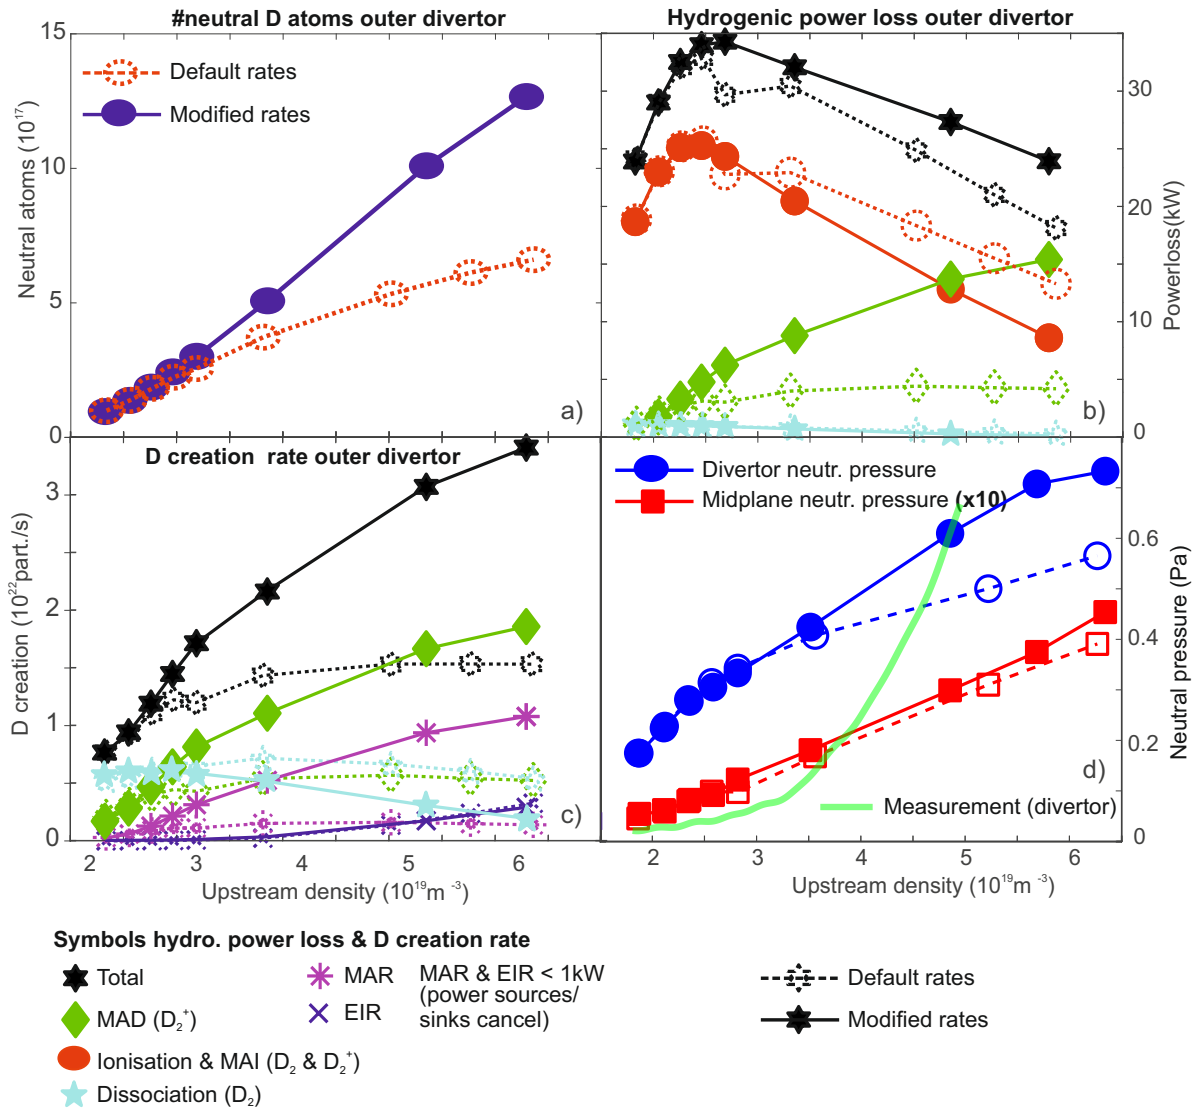 #neutral D atoms outer divertor
Hydrogenic power loss outer divertor
15
10
5
0
Neutral atoms (10¹⁷)
Default rates
Modified rates
a)
30
20
10
0
Powerloss(kW)
b)
D creation rate outer divertor
3
2
1
0
D creation (10²²part./s)
c)
2
3
4
5
6
Upstream density (10¹⁹m ⁻³)
Divertor neutr. pressure
Midplane neutr. pressure (x10)
0.6
0.4
0.2
0
Neutral pressure (Pa)
d)
Measurement (divertor)
2
3
4
5
6
Upstream density (10¹⁹m ⁻³)
Symbols hydro. power loss & D creation rate
Total
MAD (D₂⁺)
Ionisation & MAI (D₂ & D₂⁺)
Dissociation (D₂)
MAR
EIR
MAR & EIR < 1kW
(power sources/
sinks cancel)
Default rates
Modified rates